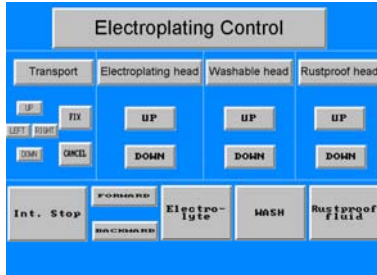 Electroplating Control
Transport
Electroplating head
Washable head
Rustproof head
UP
FIX
LEFT RIGHT
DOWN
CANCEL
UP
DOWN
UP
DOWN
UP
DOWN
Int. Stop
FORWARD
BACKWARD
Electro-
lyte
WASH
Rustproof
fluid